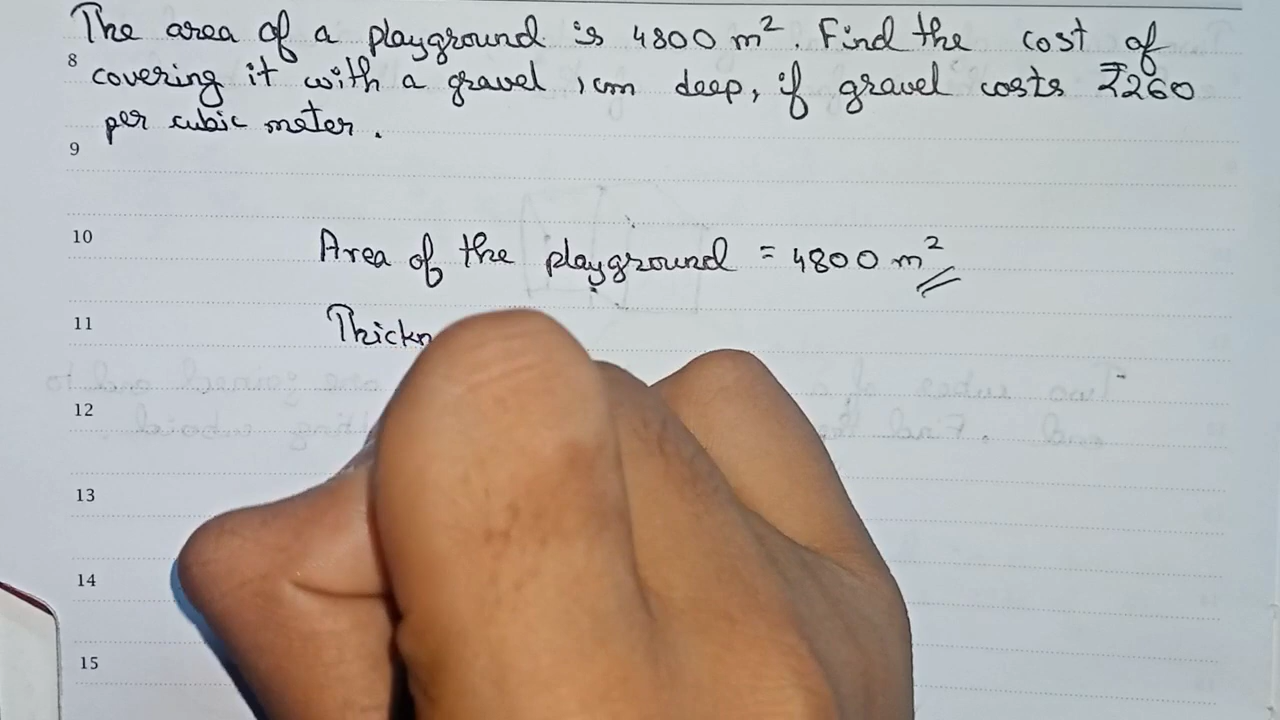 The area of a playground is 4800 m². Find the cost of
8
covering it with a gravel 1cm deep, if gravel costs ₹260
per cubic meter.
9
10
Area of the playground = 4800 m²
11
Thickn
12
13
14
15